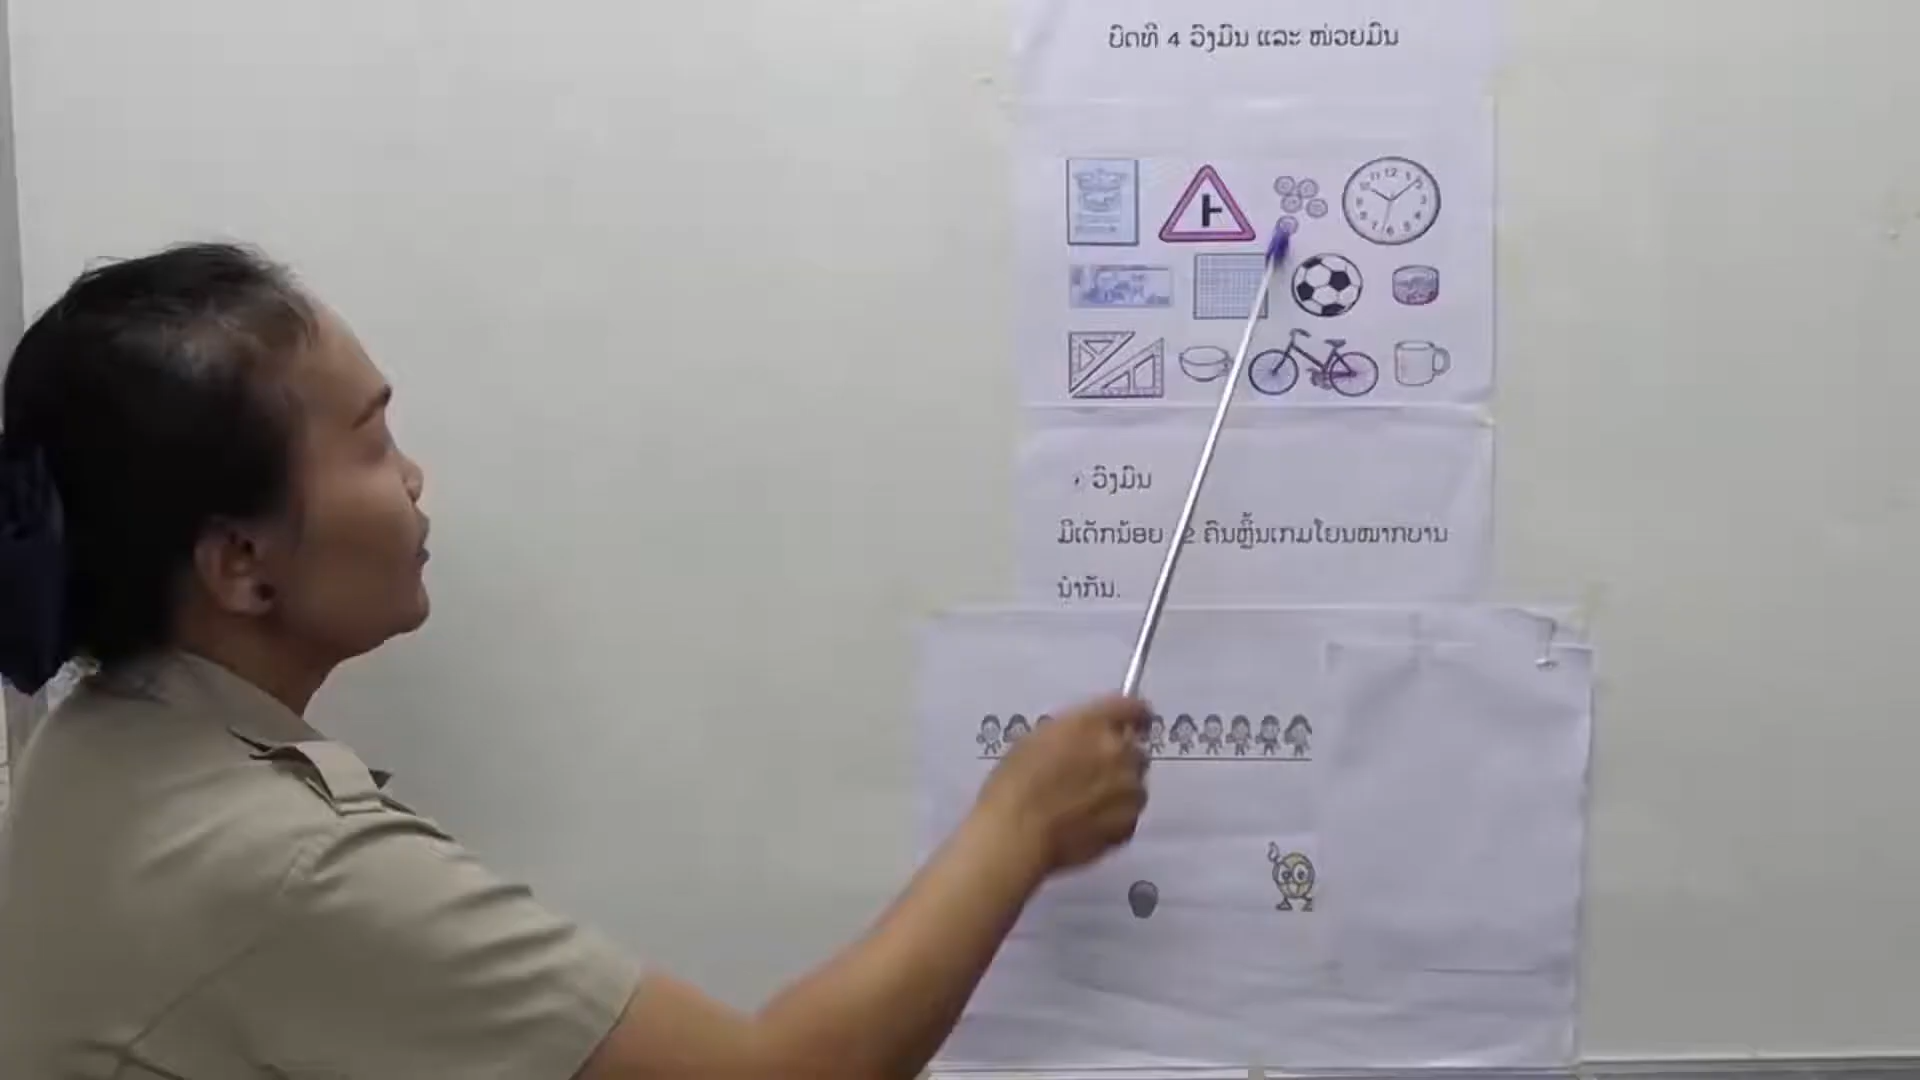 ບົດທີ 4 ວົງມົນ ແລະ ໜ່ວຍມົນ
ວົງມົນ
ມີເດັກນ້ອຍ 2 ຄົນຫຼິ້ນເກມໂຍນໝາກບານ
ນຳກັນ.